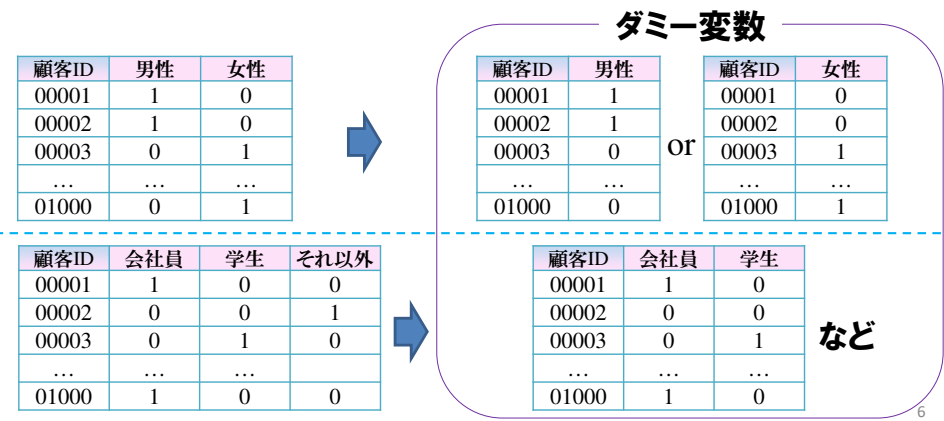 ダミー変数
顧客ID 男性 女性
00001 1 0
00002 1 0
00003 0 1
… … …
01000 0 1
顧客ID 男性
00001 1
00002 1
00003 0
… …
01000 0
or
顧客ID 女性
00001 0
00002 0
00003 1
… …
01000 1
顧客ID 会社員 学生 それ以外
00001 1 0 0
00002 0 0 1
00003 0 1 0
… … …
01000 1 0 0
顧客ID 会社員 学生
00001 1 0
00002 0 0
00003 0 1
… … …
01000 1 0
など
6